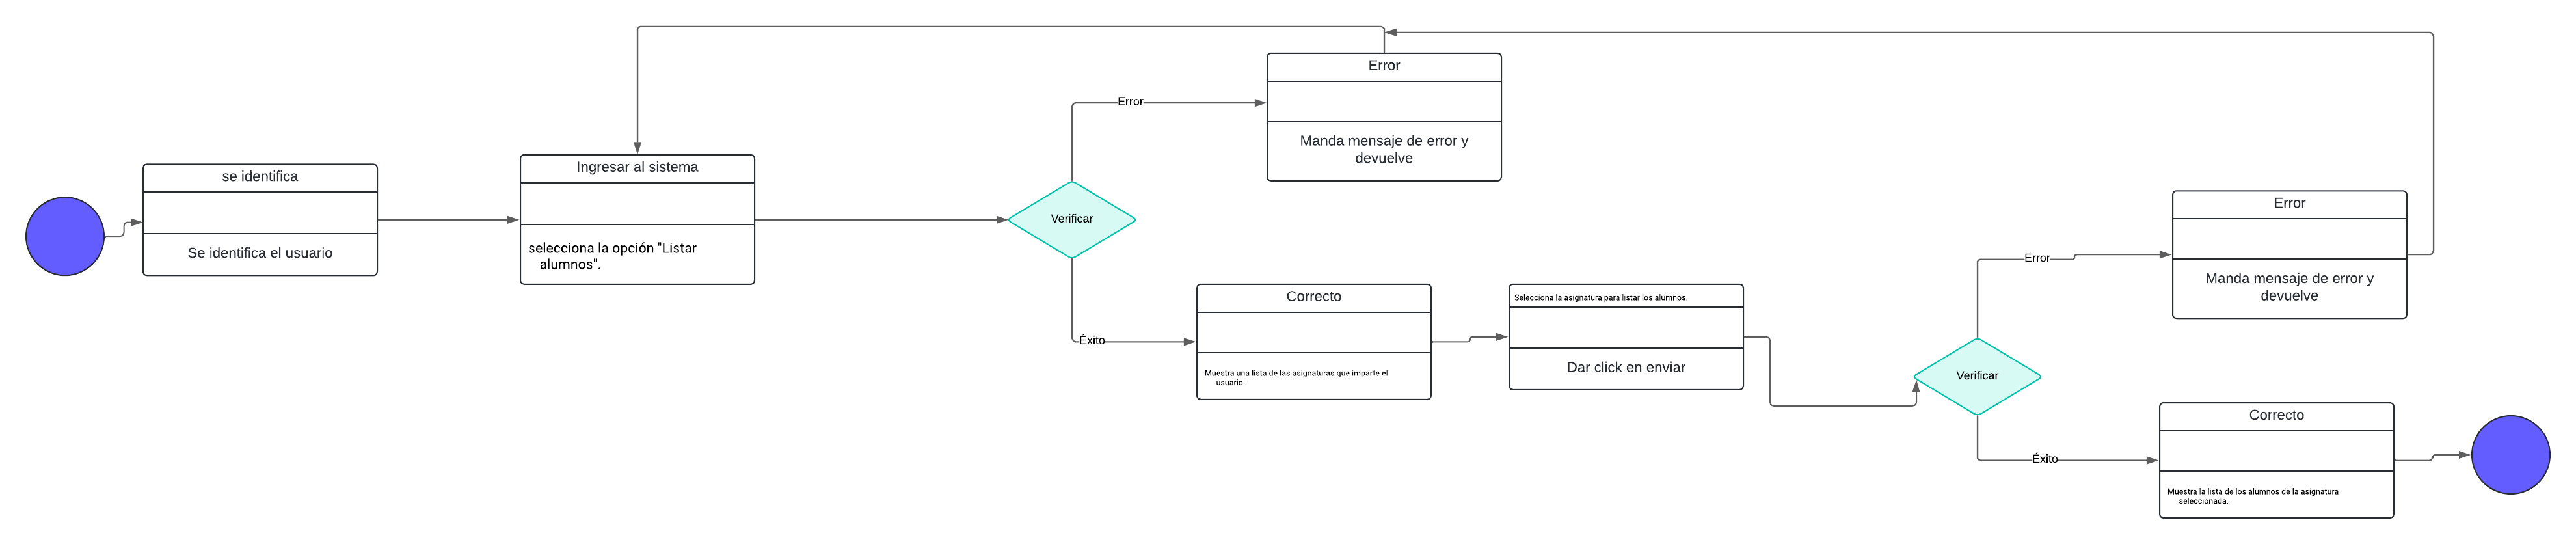 se identifica
Se identifica el usuario
Ingresar al sistema
selecciona la opción "Listar
alumnos".
Verificar
Error
Error
Manda mensaje de error y
devuelve
Éxito
Correcto
Muestra una lista de las asignaturas que imparte el
usuario.
Selecciona la asignatura para listar los alumnos.
Dar click en enviar
Verificar
Error
Error
Manda mensaje de error y
devuelve
Éxito
Correcto
Muestra la lista de los alumnos de la asignatura
seleccionada.